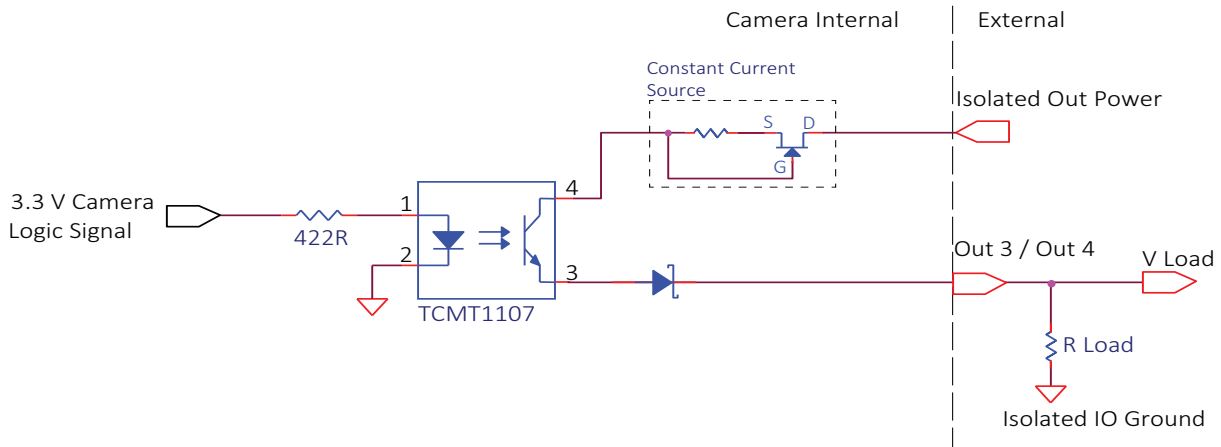 Camera Internal
External
Constant Current
Source
Isolated Out Power
S
D
G
4
3.3 V Camera
Logic Signal
1
422R
2
3
Out 3 / Out 4
V Load
TCMT1107
R Load
Isolated IO Ground